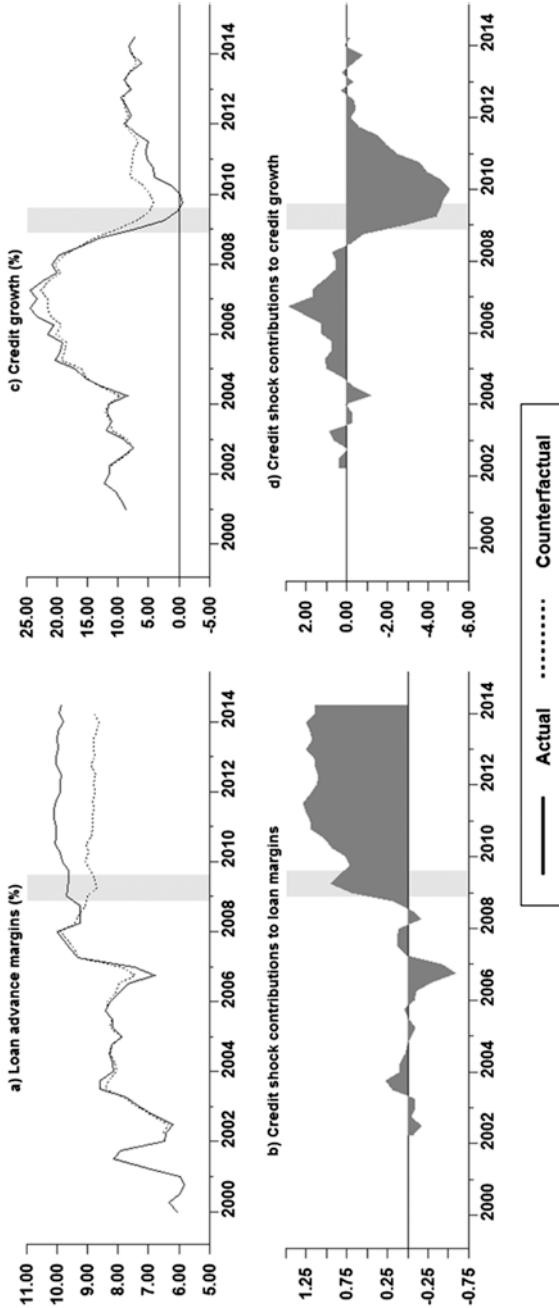 a) Loan advance margins (%)
11.00
10.00
9.00
8.00
7.00
6.00
5.00
2000 2002 2004 2006 2008 2010 2012 2014
c) Credit growth (%)
25.00
20.00
15.00
10.00
5.00
0.00
-5.00
2000 2002 2004 2006 2008 2010 2012 2014
b) Credit shock contributions to loan margins
1.25
0.75
0.25
-0.25
-0.75
2000 2002 2004 2006 2008 2010 2012 2014
d) Credit shock contributions to credit growth
2.00
0.00
-2.00
-4.00
-6.00
2000 2002 2004 2006 2008 2010 2012 2014
Actual Counterfactual